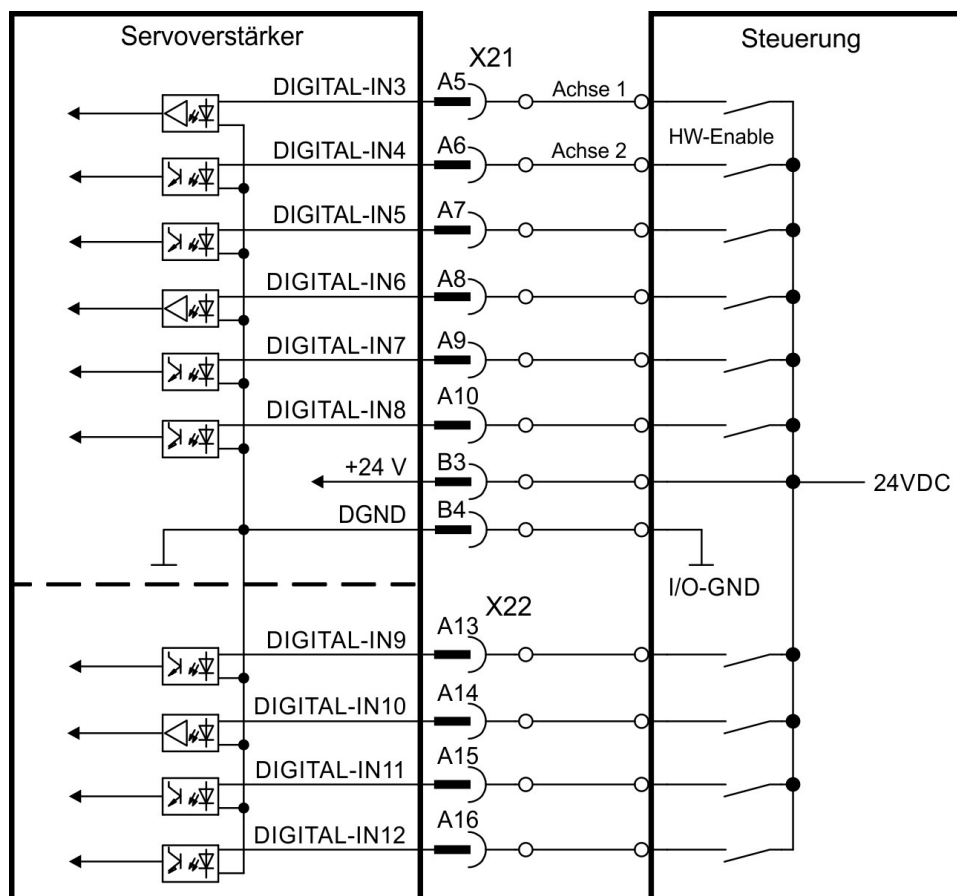 Servoverstärker
Steuerung
X21
DIGITAL-IN3 A5 Achse 1
HW-Enable
DIGITAL-IN4 A6 Achse 2
DIGITAL-IN5 A7
DIGITAL-IN6 A8
DIGITAL-IN7 A9
DIGITAL-IN8 A10
+24 V B3
24VDC
DGND B4
I/O-GND
X22
DIGITAL-IN9 A13
DIGITAL-IN10 A14
DIGITAL-IN11 A15
DIGITAL-IN12 A16